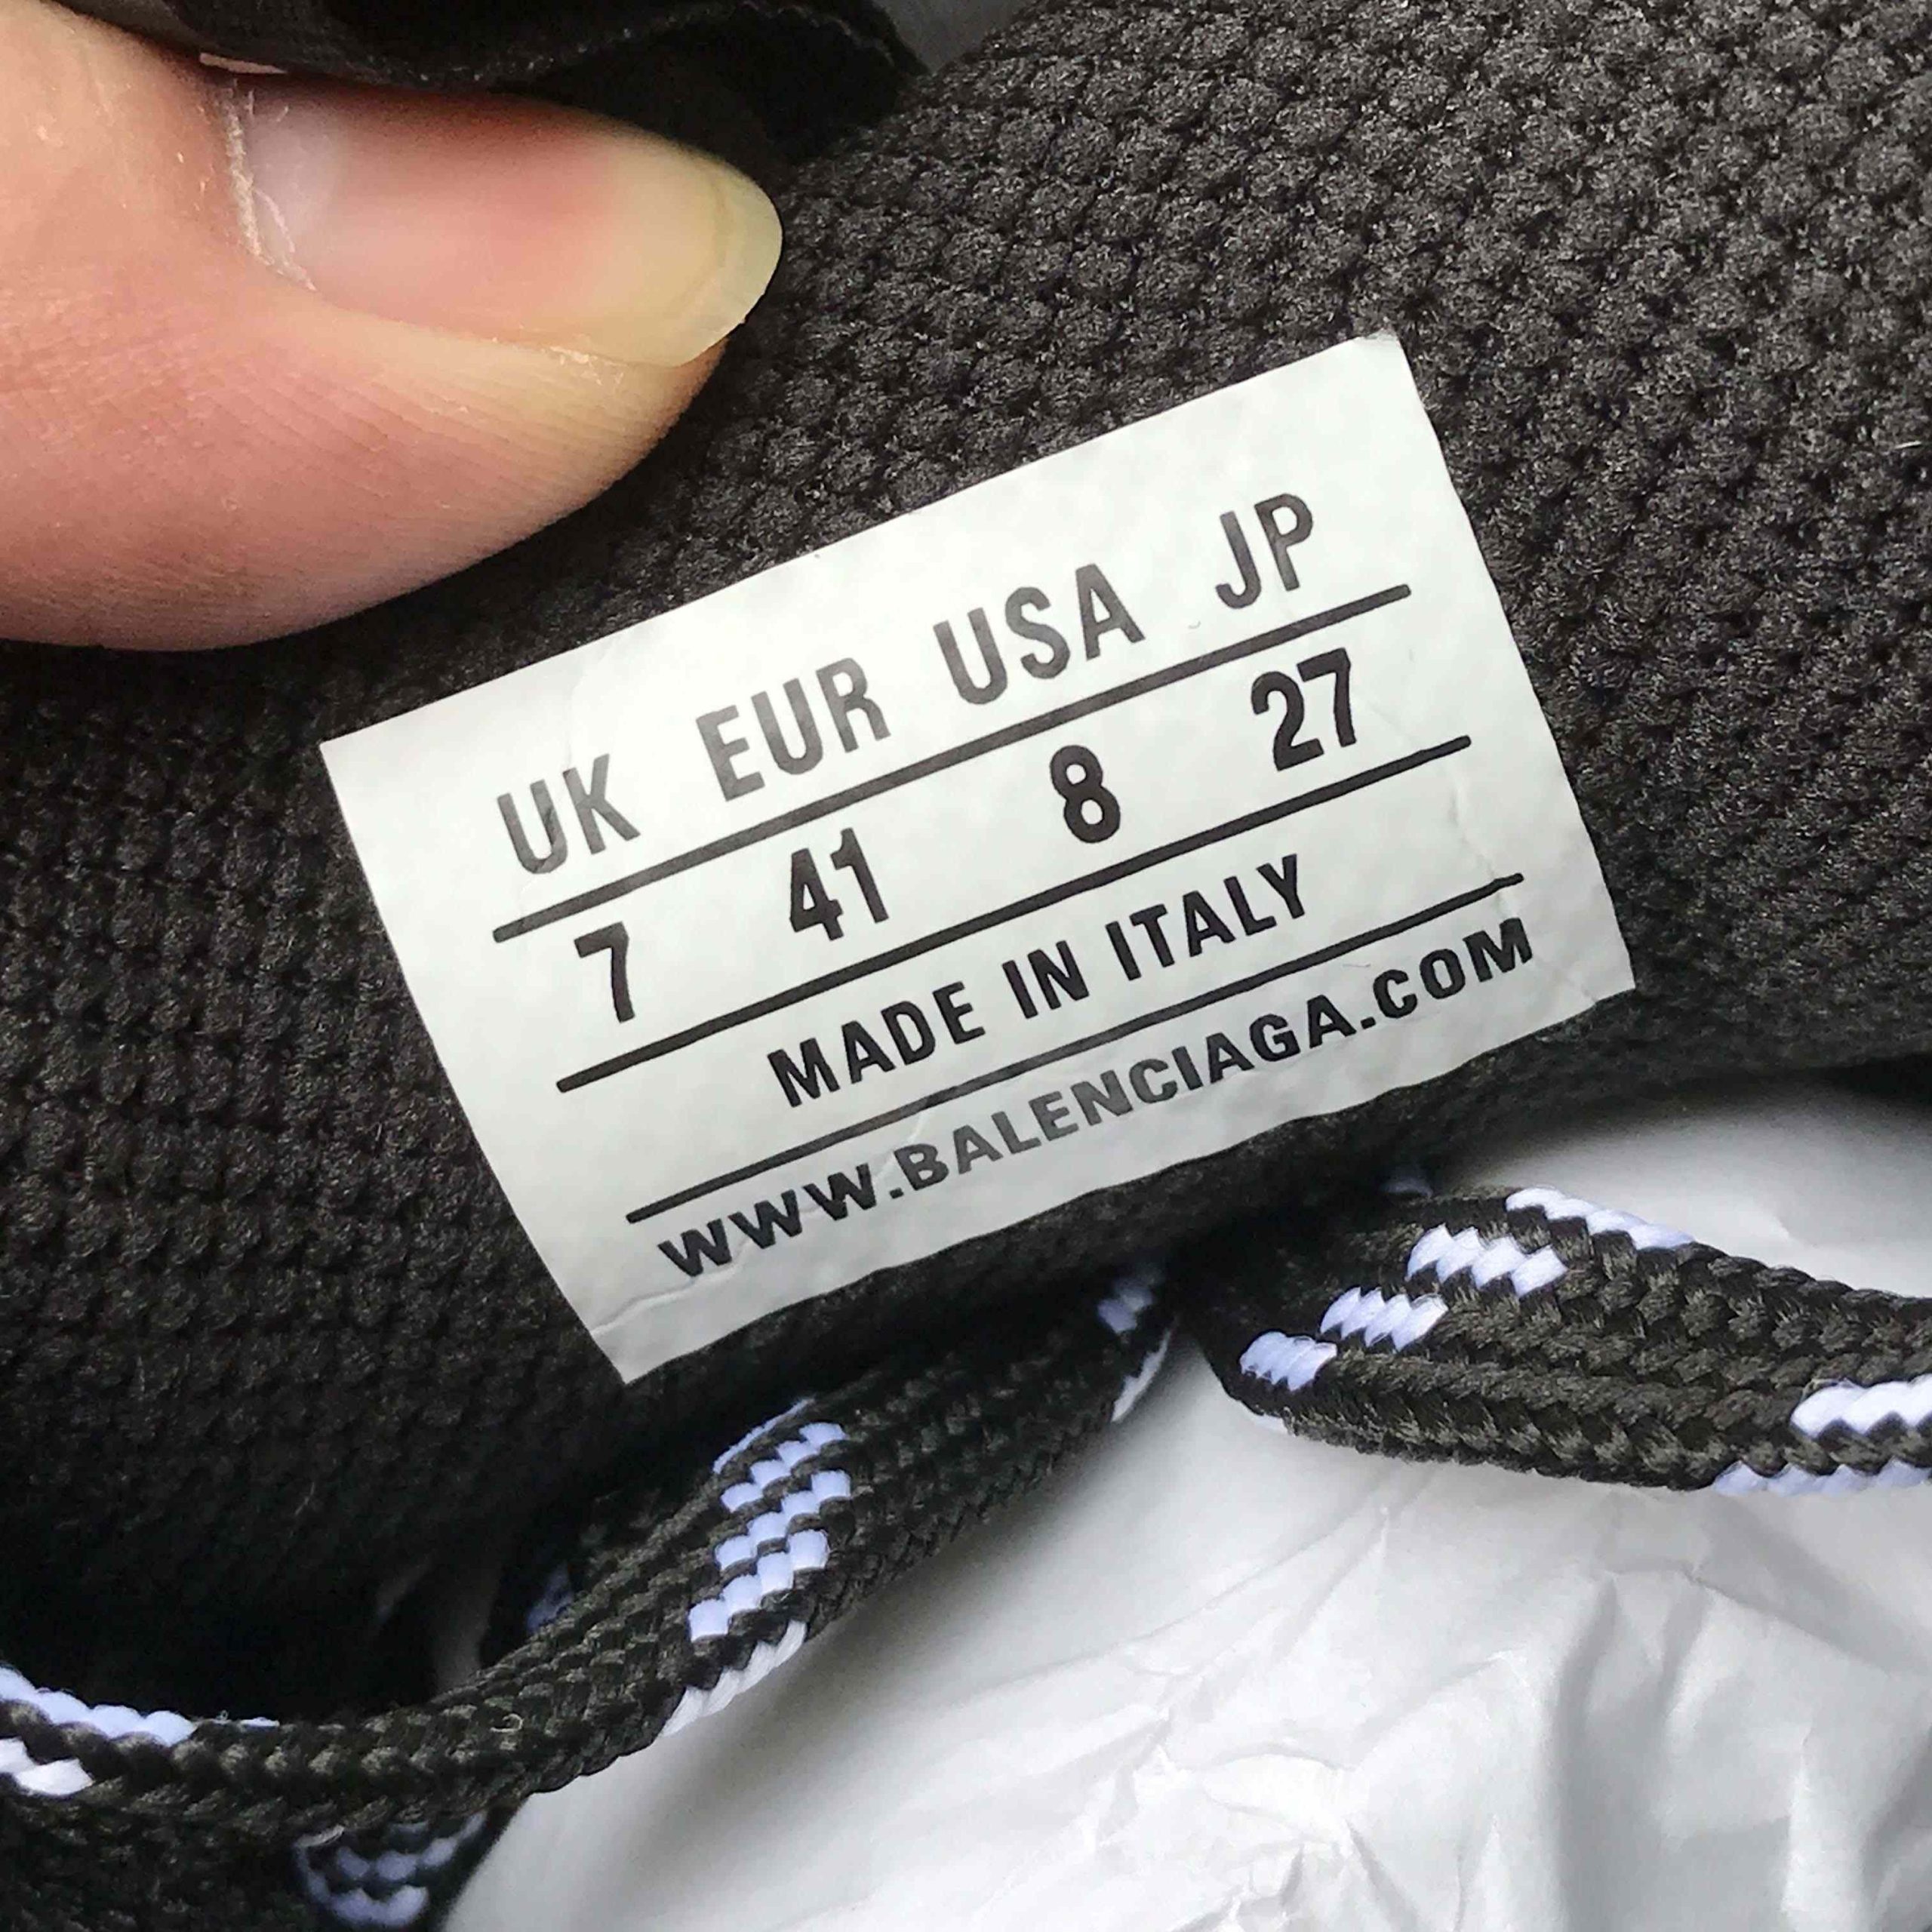 UK EUR USA JP
7 41 8 27
MADE IN ITALY
WWW.BALENCIAGA.COM